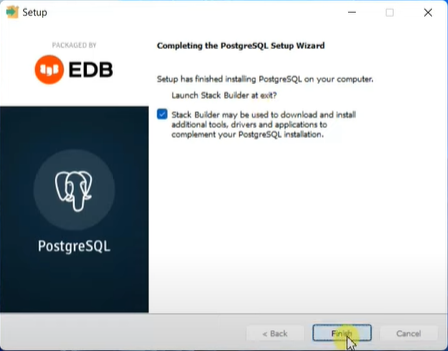 Setup
PACKAGED BY
EDB
Completing the PostgreSQL Setup Wizard
Setup has finished installing PostgreSQL on your computer.
Launch Stack Builder at exit?
Stack Builder may be used to download and install
additional tools, drivers and applications to
complement your PostgreSQL installation.
PostgreSQL
< Back
Finish
Cancel